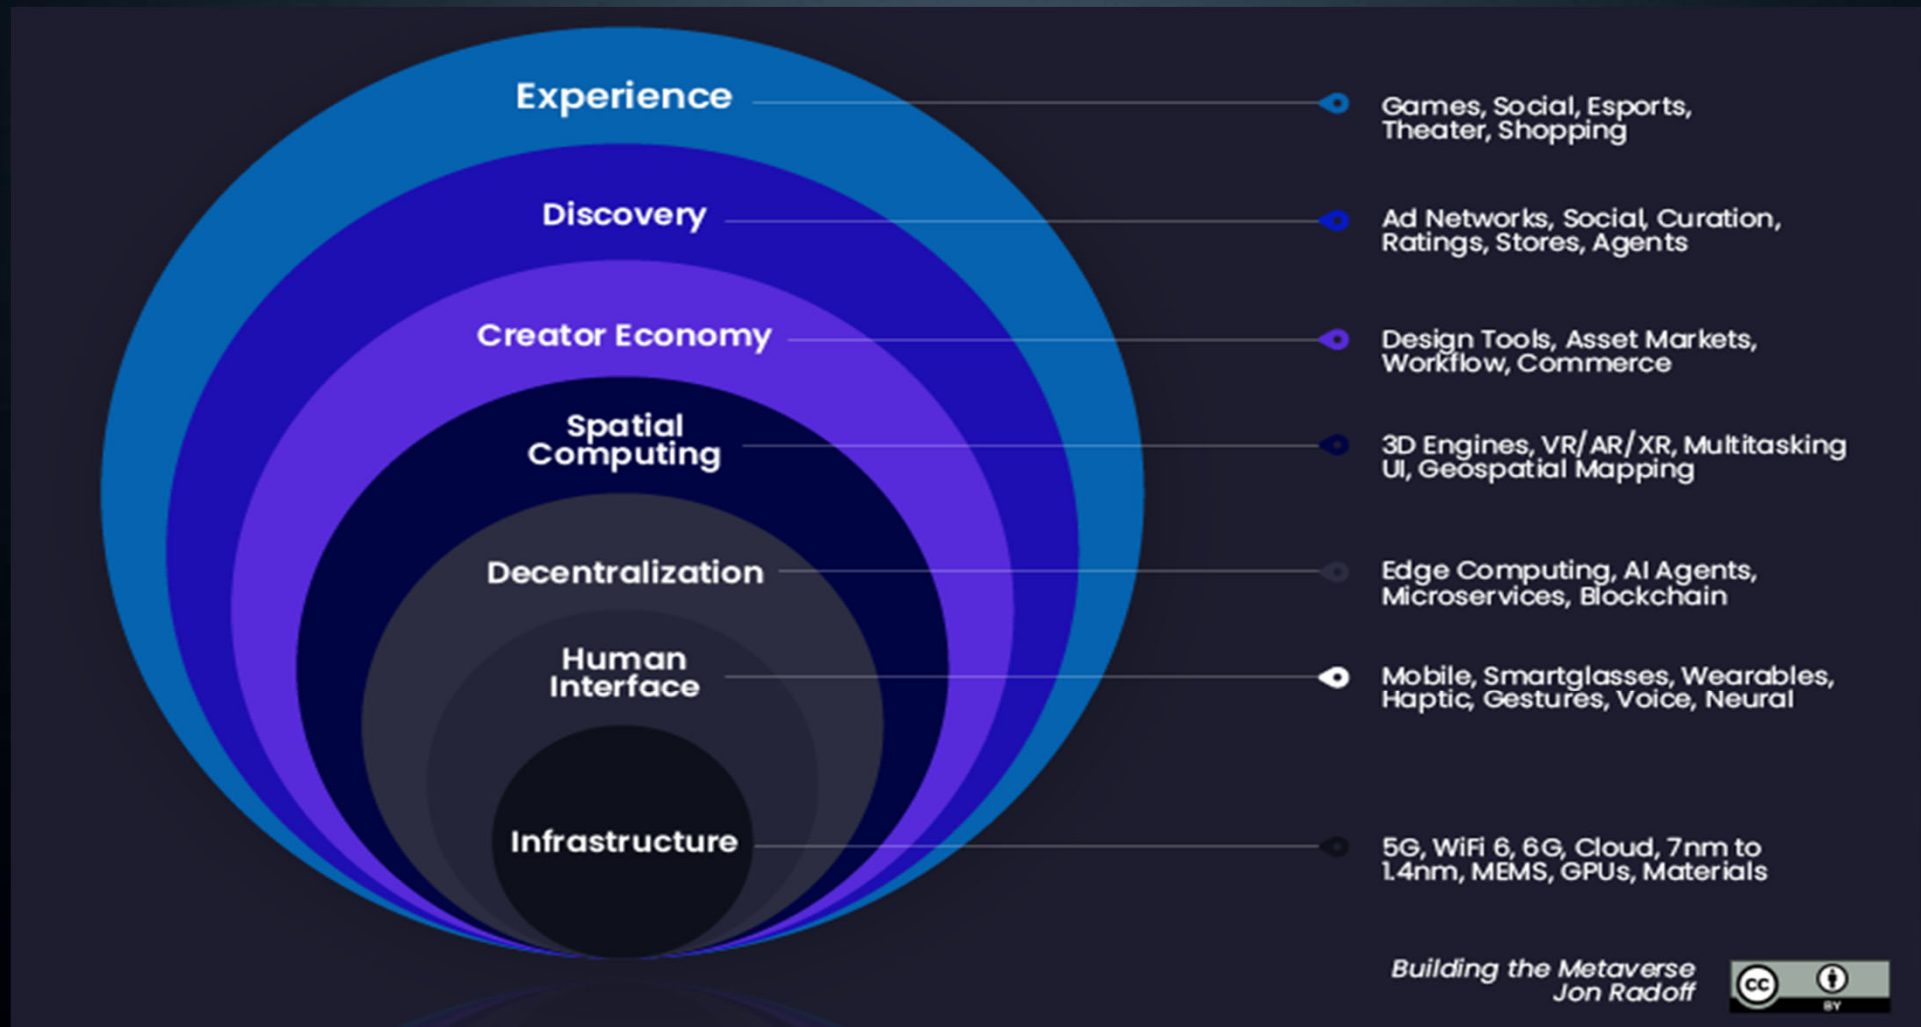 Experience
Games, Social, Esports,
Theater, Shopping
Discovery
Ad Networks, Social, Curation,
Ratings, Stores, Agents
Creator Economy
Design Tools, Asset Markets,
Workflow, Commerce
Spatial
Computing
3D Engines, VR/AR/XR, Multitasking
UI, Geospatial Mapping
Decentralization
Edge Computing, AI Agents,
Microservices, Blockchain
Human
Interface
Mobile, Smartglasses, Wearables,
Haptic, Gestures, Voice, Neural
Infrastructure
5G, WiFi 6, 6G, Cloud, 7nm to
1.4nm, MEMS, GPUs, Materials
Building the Metaverse
Jon Radoff
cc
BY